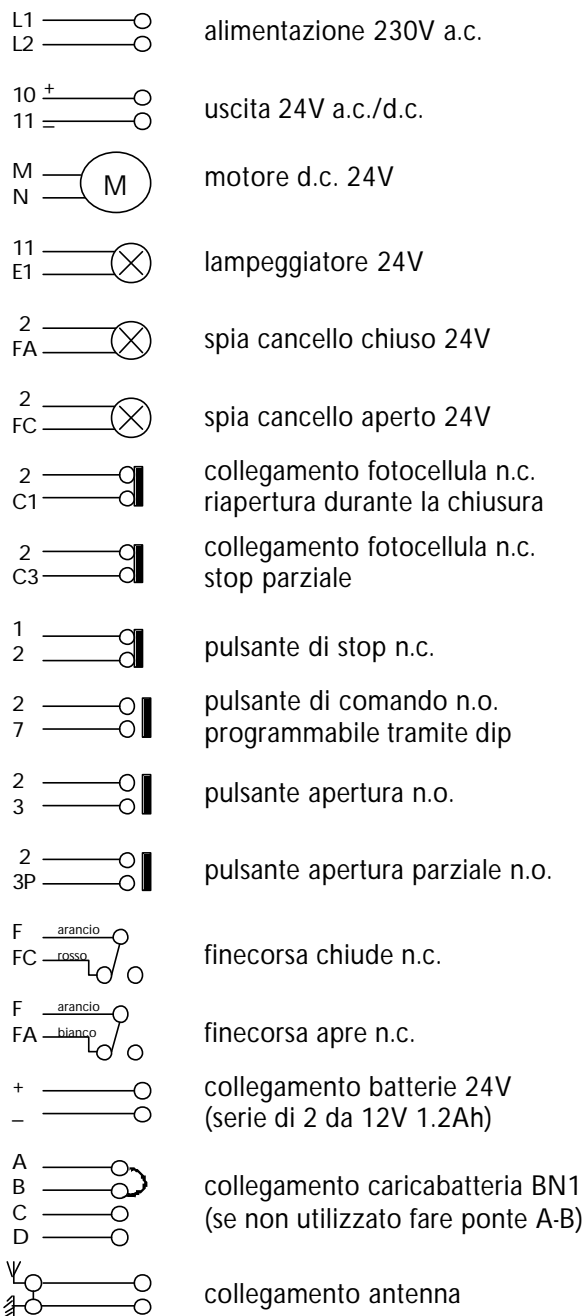 L1
L2
alimentazione 230V a.c.
10 +
11 –
uscita 24V a.c./d.c.
M
N
M
motore d.c. 24V
11
E1
lampeggiatore 24V
2
FA
spia cancello chiuso 24V
2
FC
spia cancello aperto 24V
2
C1
collegamento fotocellula n.c.
riapertura durante la chiusura
2
C3
collegamento fotocellula n.c.
stop parziale
1
2
pulsante di stop n.c.
2
7
pulsante di comando n.o.
programmabile tramite dip
2
3
pulsante apertura n.o.
2
3P
pulsante apertura parziale n.o.
F arancio
FC rosso
finecorsa chiude n.c.
F arancio
FA bianco
finecorsa apre n.c.
+
–
collegamento batterie 24V
(serie di 2 da 12V 1.2Ah)
A
B
C
D
collegamento caricabatteria BN1
(se non utilizzato fare ponte A-B)
collegamento antenna